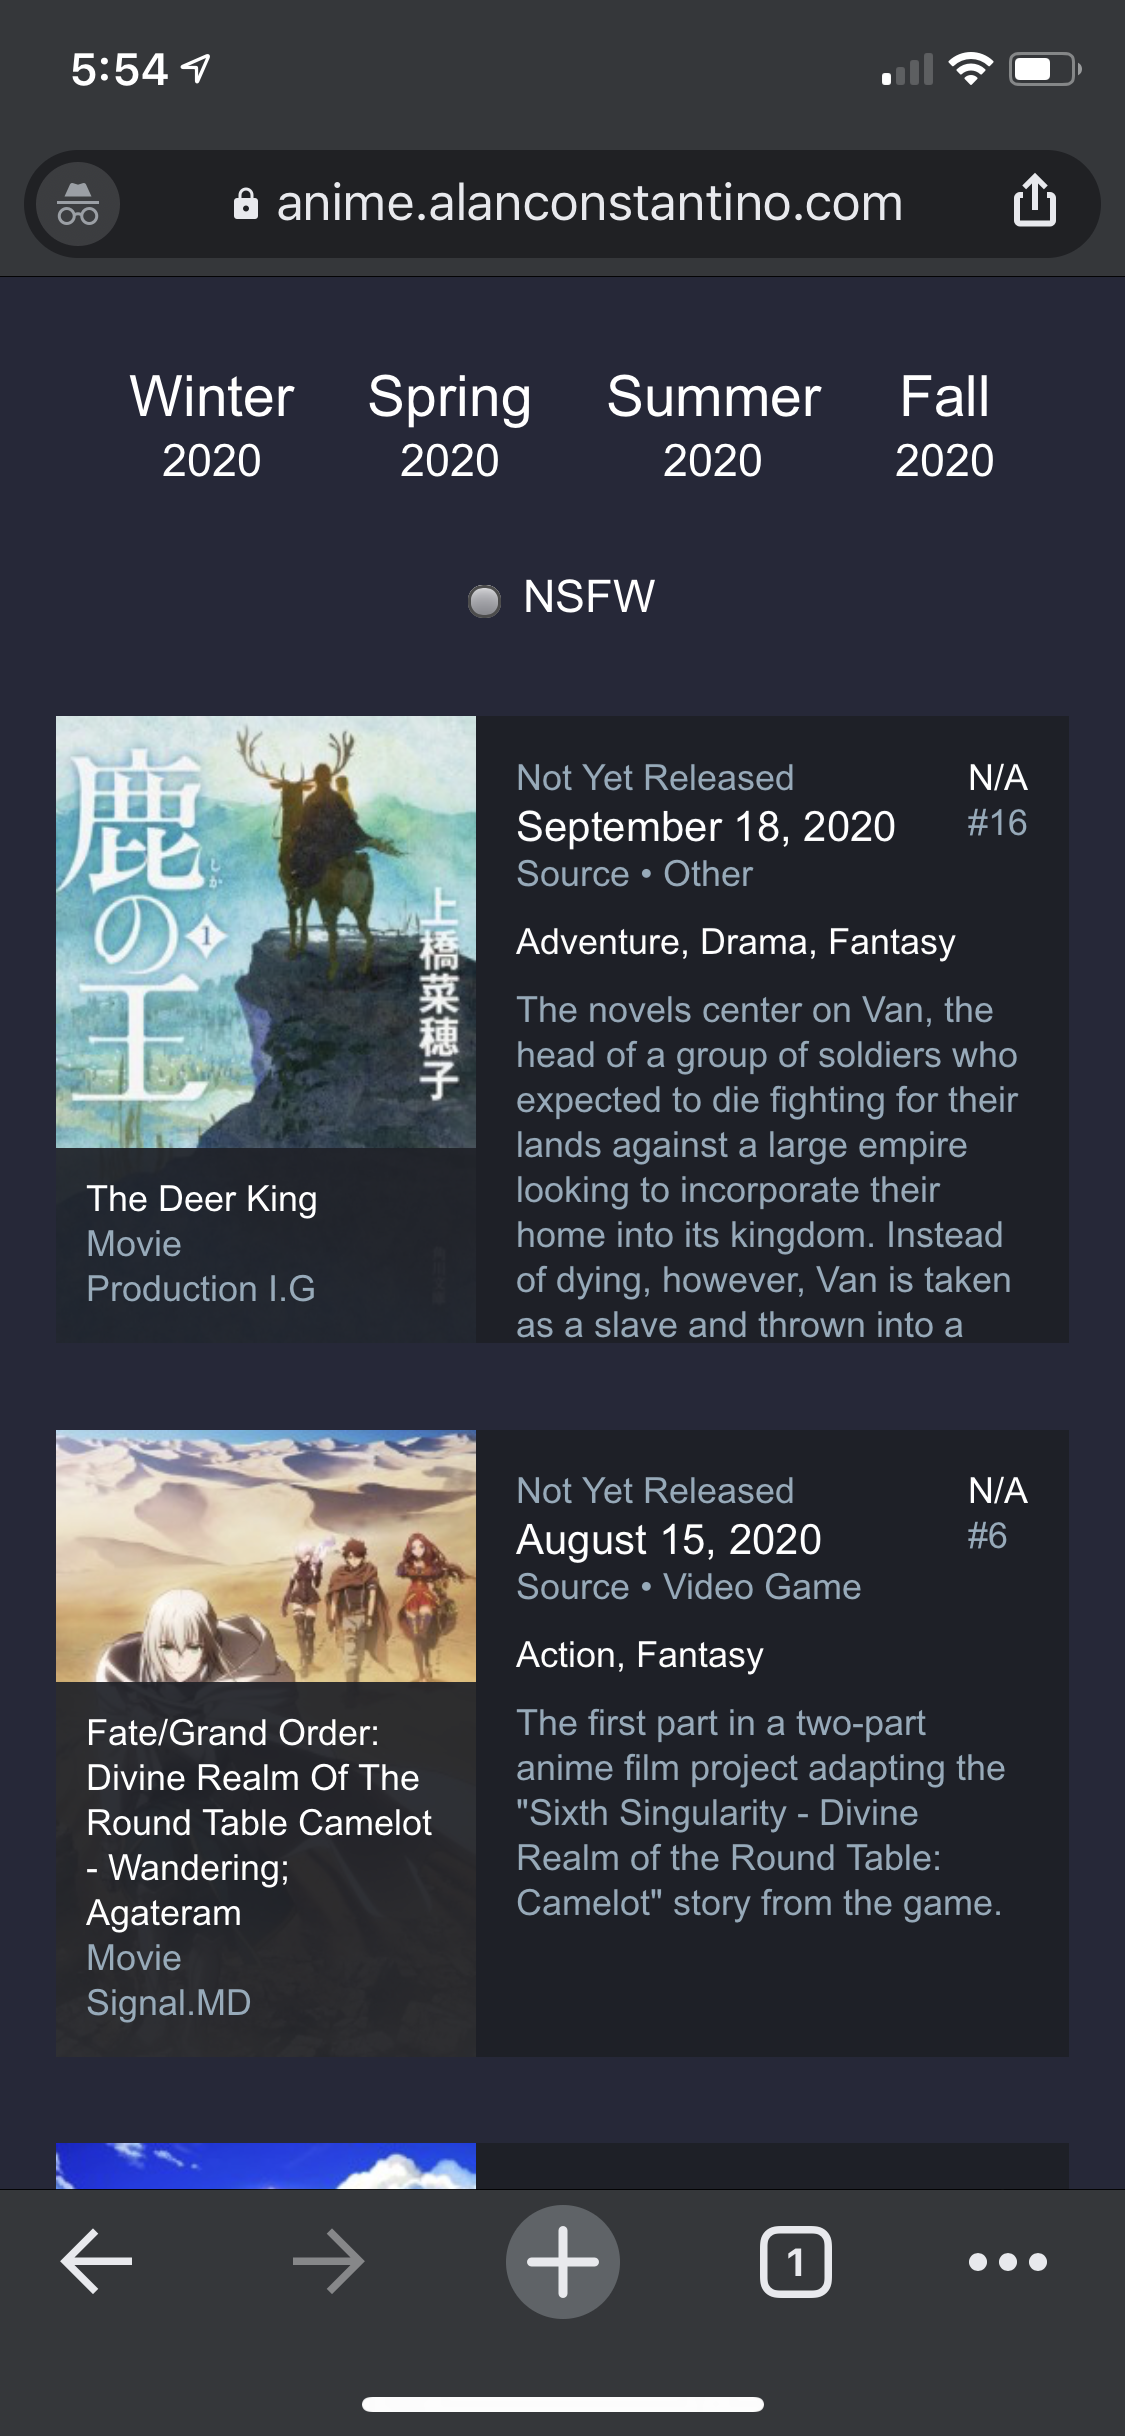 5:54
anime.alanconstantino.com
Winter Spring Summer Fall
2020 2020 2020 2020
NSFW
鹿の王
しか
1
上橋菜穂子
The Deer King
Movie
Production I.G
Not Yet Released
N/A
September 18, 2020
#16
Source • Other
Adventure, Drama, Fantasy
The novels center on Van, the
head of a group of soldiers who
expected to die fighting for their
lands against a large empire
looking to incorporate their
home into its kingdom. Instead
of dying, however, Van is taken
as a slave and thrown into a
Fate/Grand Order:
Divine Realm Of The
Round Table Camelot
- Wandering;
Agateram
Movie
Signal.MD
Not Yet Released
N/A
August 15, 2020
#6
Source • Video Game
Action, Fantasy
The first part in a two-part
anime film project adapting the
"Sixth Singularity - Divine
Realm of the Round Table:
Camelot" story from the game.
1